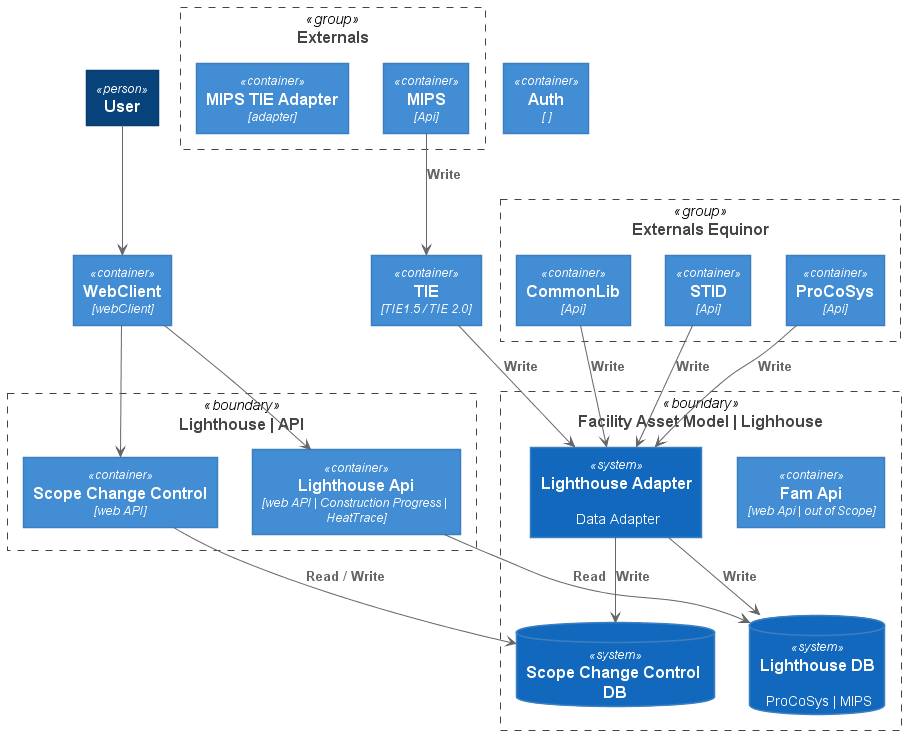 «group»
Externals
«person»
User
«container»
MIPS TIE Adapter
[adapter]
«container»
MIPS
[Api]
«container»
Auth
[ ]
Write
«group»
Externals Equinor
«container»
WebClient
[webClient]
«container»
TIE
[TIE1.5 / TIE 2.0]
«container»
CommonLib
[Api]
«container»
STID
[Api]
«container»
ProCoSys
[Api]
Write
Write
Write
Write
«boundary»
Lighthouse | API
«boundary»
Facility Asset Model | Lighhouse
«container»
Scope Change Control
[web API]
«container»
Lighthouse Api
[web API | Construction Progress |
HeatTrace]
«system»
Lighthouse Adapter
Data Adapter
«container»
Fam Api
[web Api | out of Scope]
Read / Write
Read
Write
Write
«system»
Scope Change Control
DB
«system»
Lighthouse DB
ProCoSys | MIPS